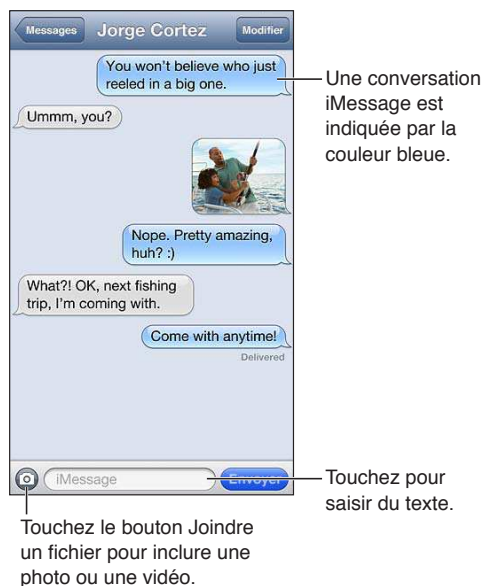 Messages Jorge Cortez Modifier
You won't believe who just
reeled in a big one.
Une conversation
iMessage est
indiquée par la
couleur bleue.
Ummm, you?
Nope. Pretty amazing,
huh? :)
What?! OK, next fishing
trip, I'm coming with.
Come with anytime!
Delivered
iMessage Envoyer
Touchez pour
saisir du texte.
Touchez le bouton Joindre
un fichier pour inclure une
photo ou une vidéo.